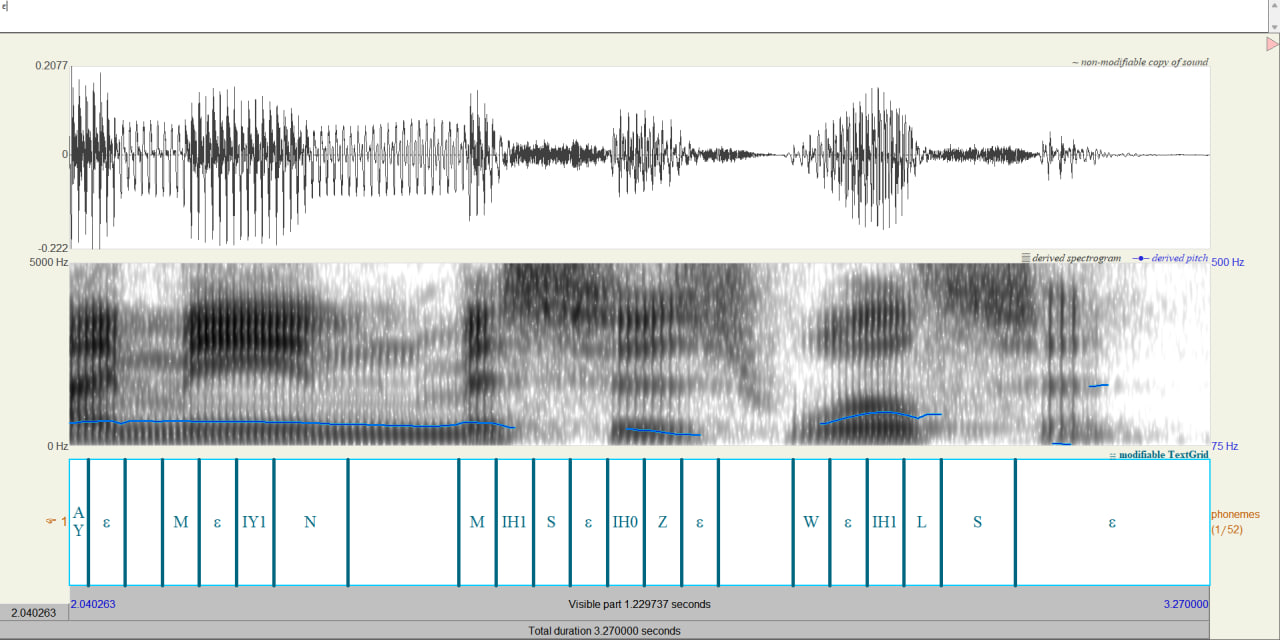 ε
~ non-modifiable copy of sound
0.2077
0
-0.222
5000 Hz
derived spectrogram derived pitch
500 Hz
0 Hz
75 Hz
modifiable TextGrid
1 AY ε M ε IY1 N M IH1 S ε IH0 Z ε W ε IH1 L S ε
phonemes
(1/52)
2.040263 Visible part 1.229737 seconds 3.270000
2.040263
Total duration 3.270000 seconds